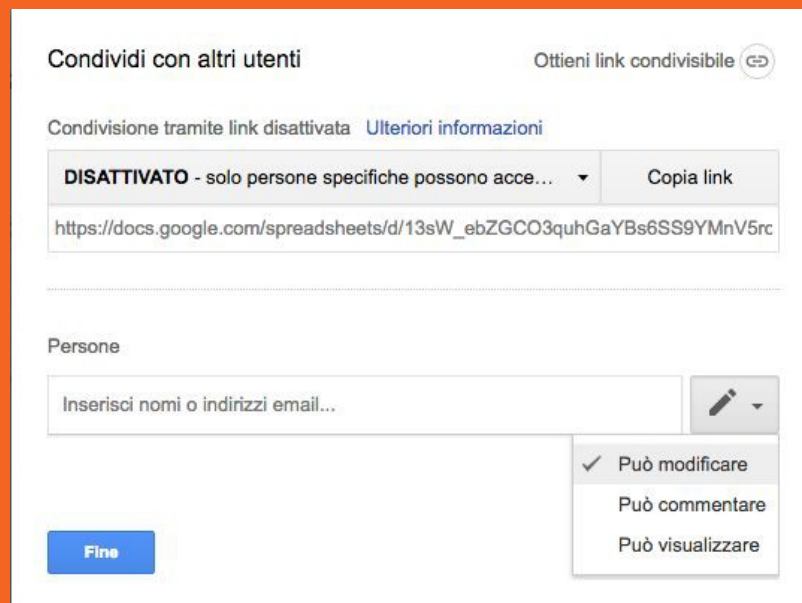 Condividi con altri utenti
Ottieni link condivisibile
Condivisione tramite link disattivata Ulteriori informazioni
DISATTIVATO - solo persone specifiche possono acce...
Copia link
https://docs.google.com/spreadsheets/d/13sW_ebZGCO3quhGaYBs6SS9YMnV5rc
Persone
Inserisci nomi o indirizzi email...
Può modificare
Può commentare
Può visualizzare
Fine